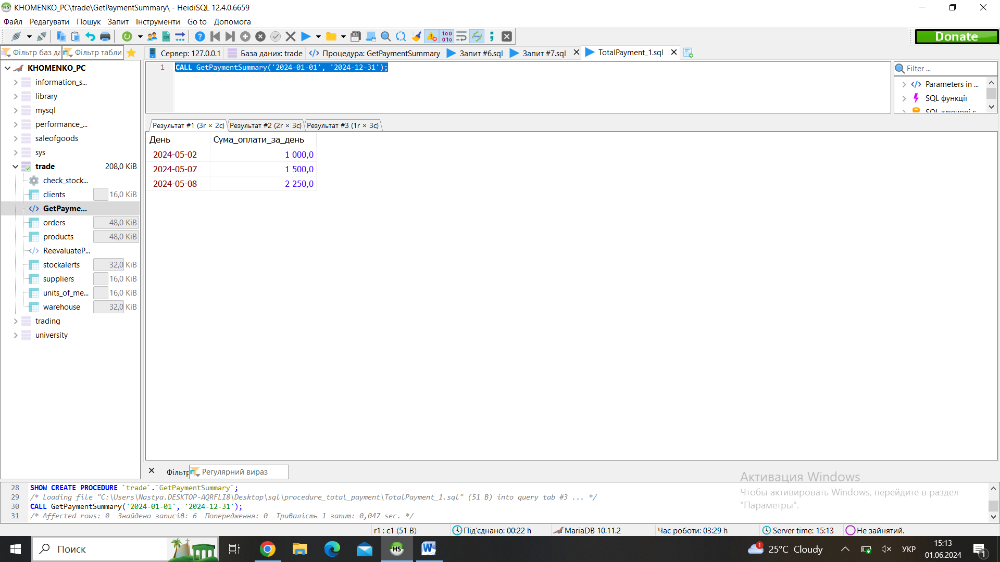 KHOMENKO_PC\trade\GetPaymentSummary\ - HeidiSQL 12.4.0.6659
Файл Редагувати Пошук Запит Інструменти Go to Допомога
Donate
Фільтр баз да Фільтр табли
Сервер: 127.0.0.1 База даних: trade Процедура: GetPaymentSummary Запит #6.sql Запит #7.sql TotalPayment_1.sql
KHOMENKO_PC
information_s...
library
mysql
performance_...
saleofgoods
sys
trade 208,0 KiB
check_stock...
clients 16,0 KiB
GetPayme...
orders 48,0 KiB
products 48,0 KiB
ReevaluateP...
stockalerts 32,0 KiB
suppliers 16,0 KiB
units_of_me... 16,0 KiB
warehouse 32,0 KiB
trading
university
1 CALL GetPaymentSummary('2024-01-01', '2024-12-31');
Filter ...
Parameters in ...
SQL функції
SQL ключові с
Результат #1 (3r × 2c) Результат #2 (2r × 3c) Результат #3 (1r × 3c)
День Сума_оплати_за_день
2024-05-02 1 000,0
2024-05-07 1 500,0
2024-05-08 2 250,0
Фільтр Регулярний вираз
28 SHOW CREATE PROCEDURE `trade`.`GetPaymentSummary`;
29 /* Loading file "C:\Users\Nastya.DESKTOP-AQRFLI8\Desktop\sql\procedure_total_payment\TotalPayment_1.sql" (51 B) into query tab #3 ... */
30 CALL GetPaymentSummary('2024-01-01', '2024-12-31');
31 /* Affected rows: 0 Знайдено записів: 6 Попередження: 0 Тривалість 1 запит: 0,047 sec. */
Активация Windows
Чтобы активировать Windows, перейдите в раздел
"Параметры".
r1 : c1 (51 B) Під'єднано: 00:22 h MariaDB 10.11.2 Час роботи: 03:29 h Server time: 15:13 Не зайнятий.
Поиск
1 25°C Cloudy УКР 15:13
01.06.2024 1